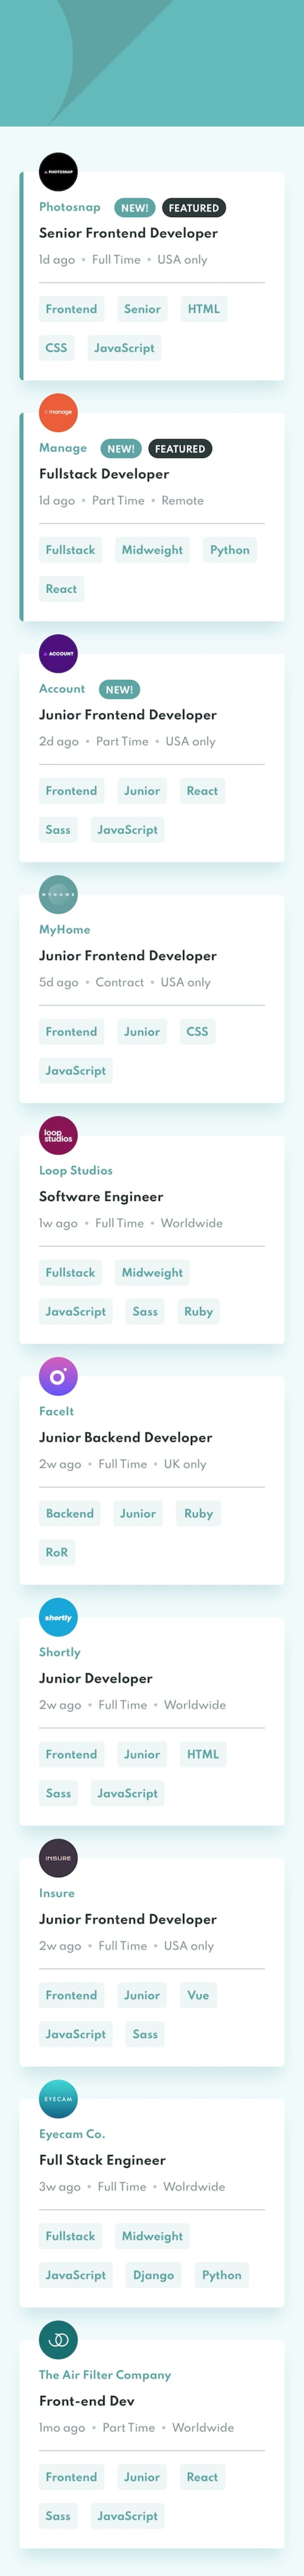 PHOTOSNAP
Photosnap NEW! FEATURED
Senior Frontend Developer
1d ago • Full Time • USA only
Frontend Senior HTML
CSS JavaScript
manage
Manage NEW! FEATURED
Fullstack Developer
1d ago • Part Time • Remote
Fullstack Midweight Python
React
ACCOUNT
Account NEW!
Junior Frontend Developer
2d ago • Part Time • USA only
Frontend Junior React
Sass JavaScript
MYHOME
MyHome
Junior Frontend Developer
5d ago • Contract • USA only
Frontend Junior CSS
JavaScript
loop
studios
Loop Studios
Software Engineer
1w ago • Full Time • Worldwide
Fullstack Midweight
JavaScript Sass Ruby
FaceIt
Junior Backend Developer
2w ago • Full Time • UK only
Backend Junior Ruby
RoR
shortly
Shortly
Junior Developer
2w ago • Full Time • Worldwide
Frontend Junior HTML
Sass JavaScript
INSURE
Insure
Junior Frontend Developer
2w ago • Full Time • USA only
Frontend Junior Vue
JavaScript Sass
EYECAM
Eyecam Co.
Full Stack Engineer
3w ago • Full Time • Wolrdwide
Fullstack Midweight
JavaScript Django Python
The Air Filter Company
Front-end Dev
1mo ago • Part Time • Worldwide
Frontend Junior React
Sass JavaScript